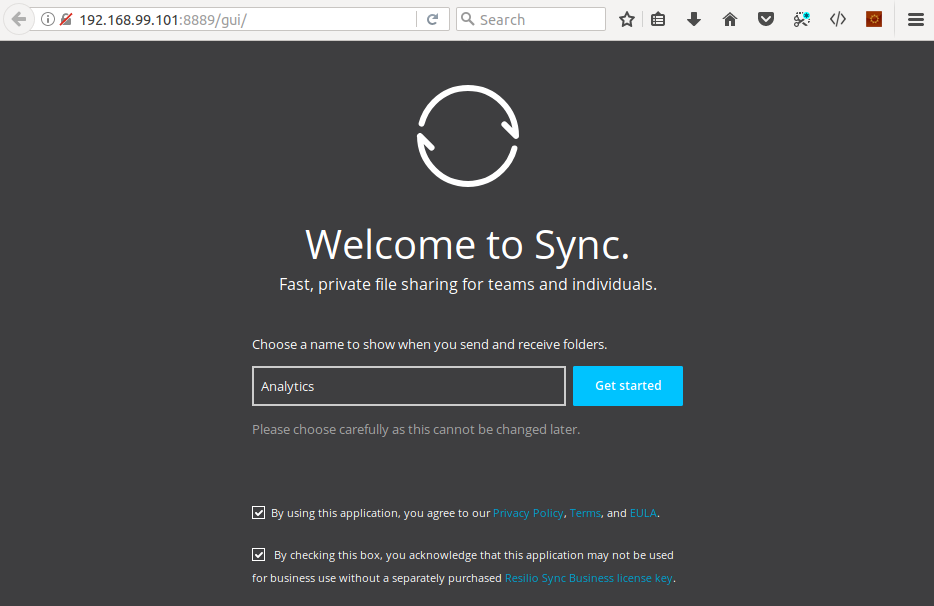 192.168.99.101:8889/gui/
Search
Welcome to Sync.
Fast, private file sharing for teams and individuals.
Choose a name to show when you send and receive folders.
Analytics
Get started
Please choose carefully as this cannot be changed later.
By using this application, you agree to our Privacy Policy, Terms, and EULA.
By checking this box, you acknowledge that this application may not be used
for business use without a separately purchased Resilio Sync Business license key.